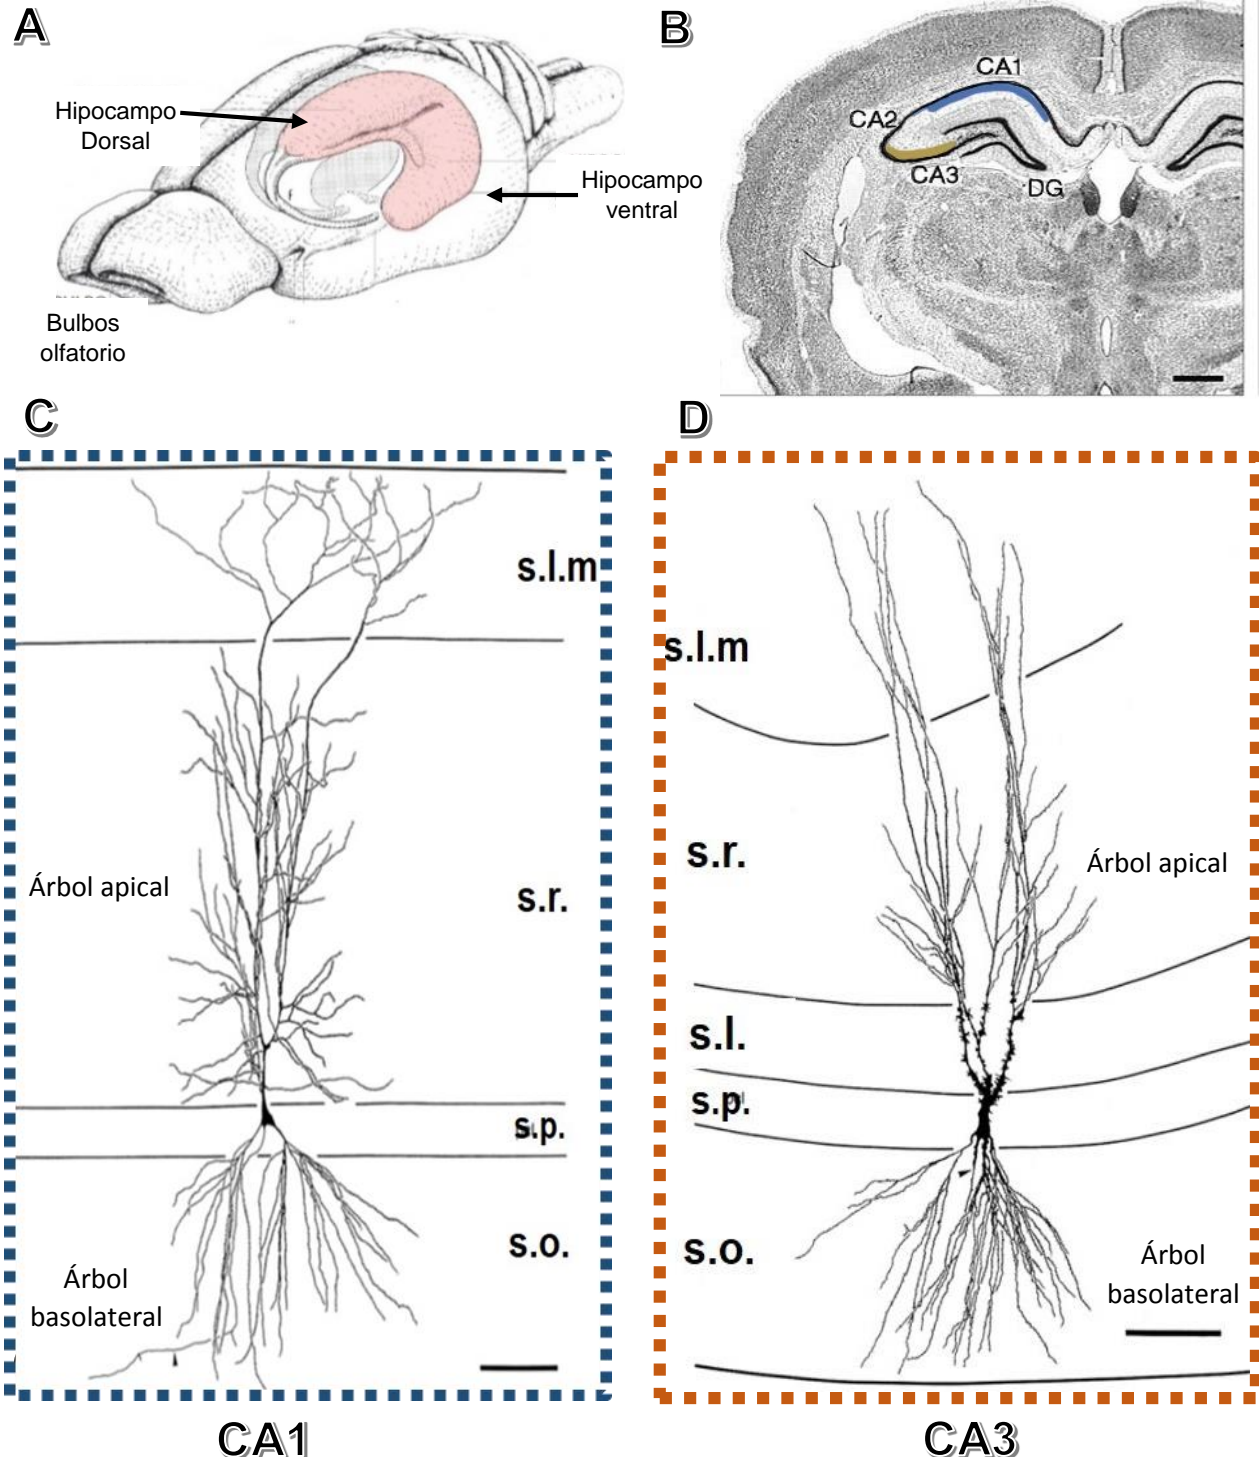 A
Hipocampo
Dorsal
Hipocampo
ventral
Bulbos
olfatorio
B
CA1
CA2
CA3
DG
C
s.l.m
Árbol apical
s.r.
s.p.
s.o.
Árbol
basolateral
CA1
D
s.l.m
s.r.
Árbol apical
s.l.
s.p.
s.o.
Árbol
basolateral
CA3